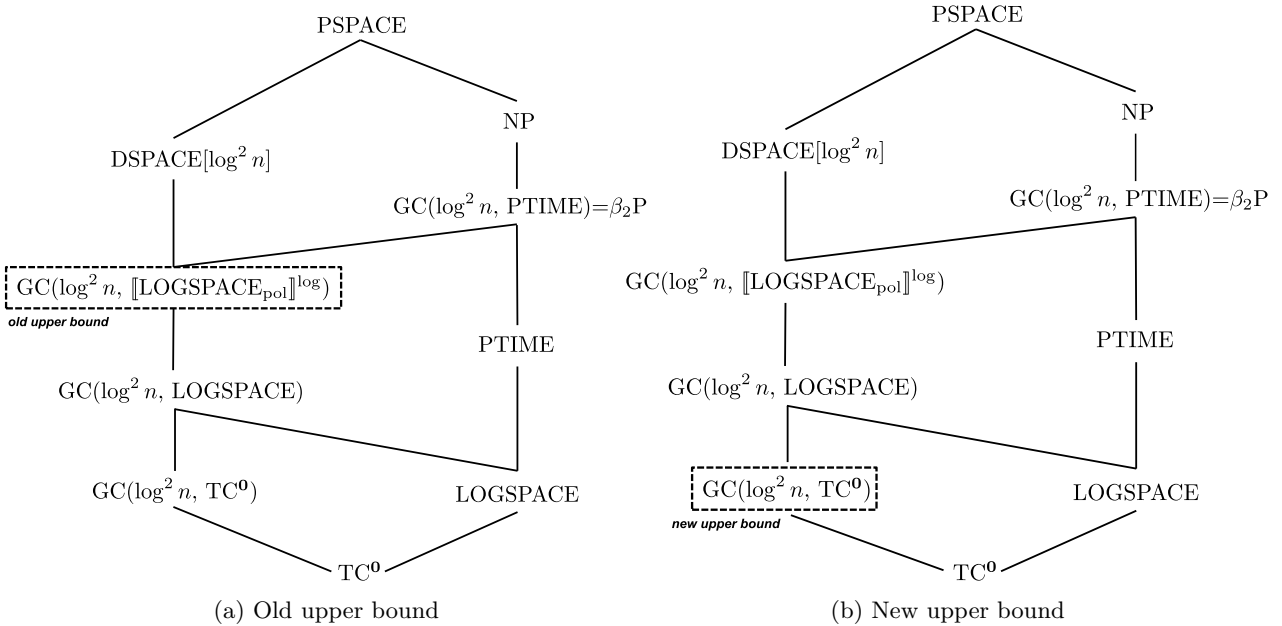 PSPACE
NP
DSPACE[log² n]
GC(log² n, PTIME)=β₂P
GC(log² n, ⟦LOGSPACEpol⟧ˡᵒᵍ)
old upper bound
PTIME
GC(log² n, LOGSPACE)
GC(log² n, TC⁰)
LOGSPACE
TC⁰
(a) Old upper bound
PSPACE
NP
DSPACE[log² n]
GC(log² n, PTIME)=β₂P
GC(log² n, ⟦LOGSPACEpol⟧ˡᵒᵍ)
PTIME
GC(log² n, LOGSPACE)
GC(log² n, TC⁰)
new upper bound
LOGSPACE
TC⁰
(b) New upper bound